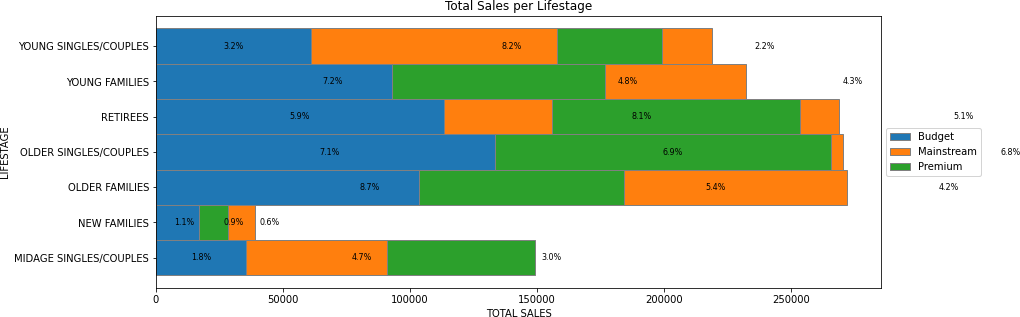 Total Sales per Lifestage
YOUNG SINGLES/COUPLES 3.2% 8.2% 2.2%
YOUNG FAMILIES 7.2% 4.8% 4.3%
RETIREES 5.9% 8.1% 5.1%
OLDER SINGLES/COUPLES 7.1% 6.9% 6.8%
OLDER FAMILIES 8.7% 5.4% 4.2%
NEW FAMILIES 1.1% 0.9% 0.6%
MIDAGE SINGLES/COUPLES 1.8% 4.7% 3.0%
LIFESTAGE
Budget
Mainstream
Premium
0 50000 100000 150000 200000 250000
TOTAL SALES